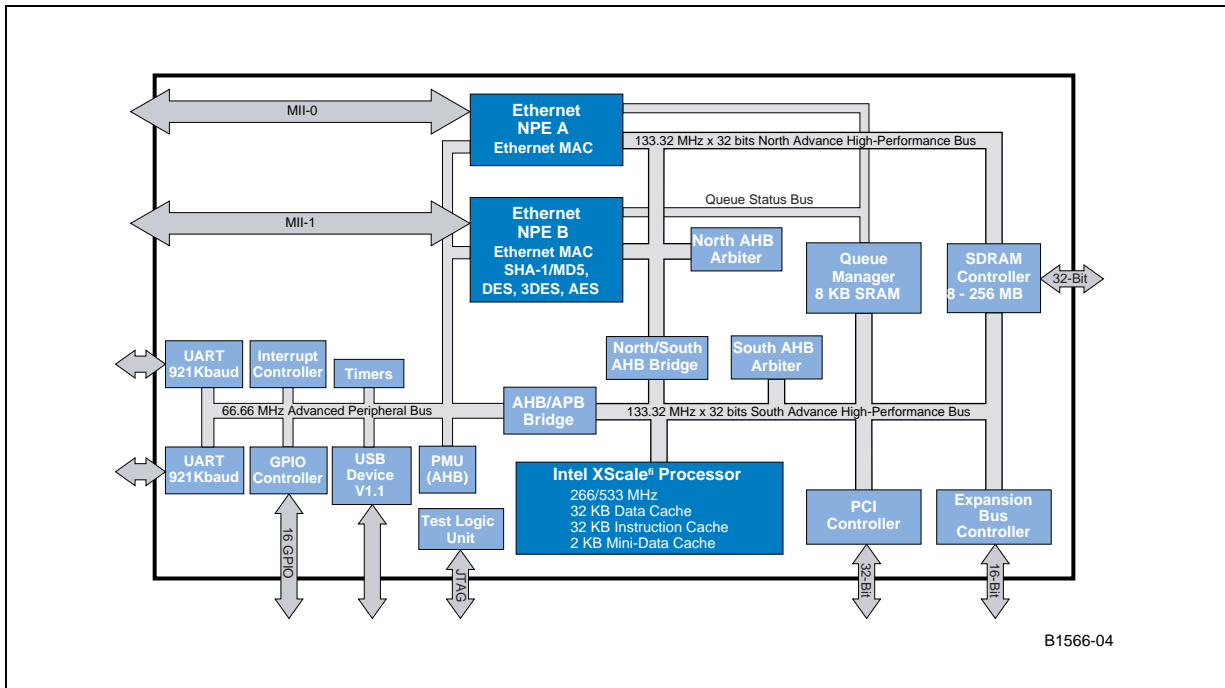 MII-0
Ethernet
NPE A
Ethernet MAC
133.32 MHz x 32 bits North Advance High-Performance Bus
MII-1
Ethernet
NPE B
Ethernet MAC
SHA-1/MD5,
DES, 3DES, AES
Queue Status Bus
North AHB
Arbiter
Queue
Manager
8 KB SRAM
SDRAM
Controller
8 - 256 MB
32-Bit
UART
921Kbaud
Interrupt
Controller
Timers
North/South
AHB Bridge
South AHB
Arbiter
66.66 MHz Advanced Peripheral Bus
AHB/APB
Bridge
133.32 MHz x 32 bits South Advance High-Performance Bus
UART
921Kbaud
GPIO
Controller
USB
Device
V1.1
PMU
(AHB)
Test Logic
Unit
Intel XScaleﬁ Processor
266/533 MHz
32 KB Data Cache
32 KB Instruction Cache
2 KB Mini-Data Cache
PCI
Controller
Expansion
Bus
Controller
16 GPIO
JTAG
32-Bit
16-Bit
B1566-04